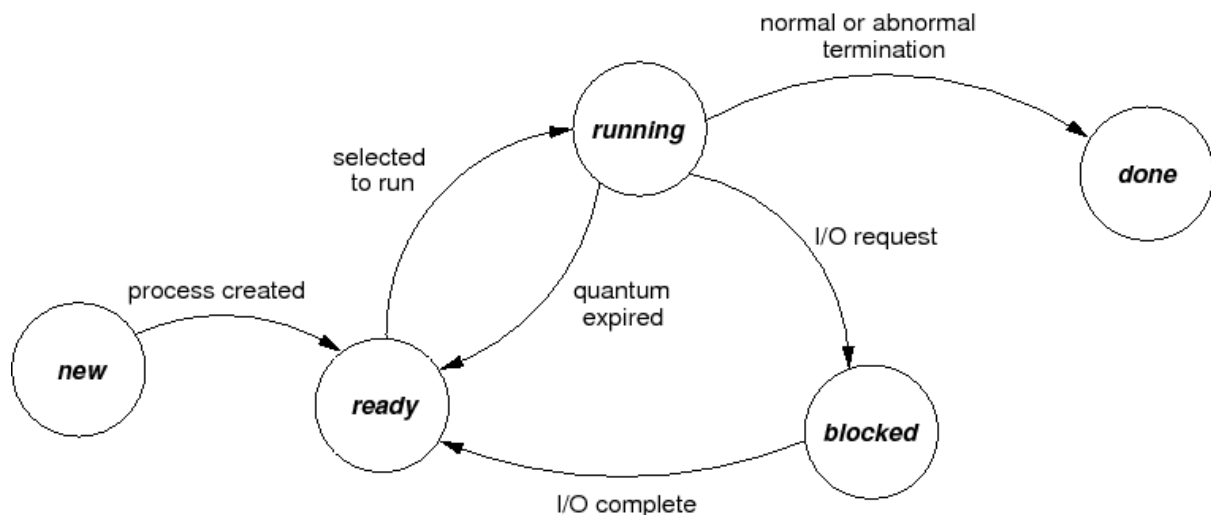 normal or abnormal
termination
running
done
selected
to run
I/O request
process created
quantum
expired
new
ready
blocked
I/O complete